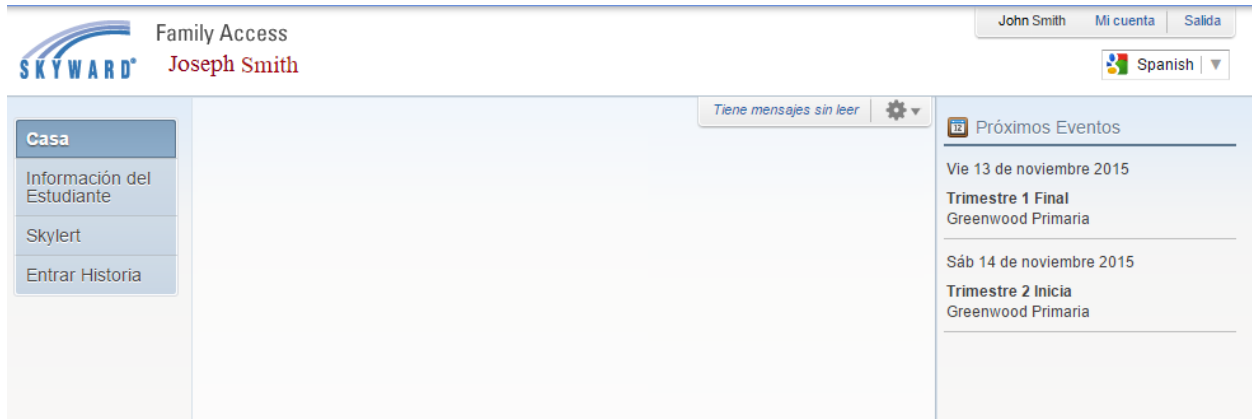 SKYWARD®
Family Access
Joseph Smith
John Smith Mi cuenta Salida
Spanish
Casa
Información del
Estudiante
Skylert
Entrar Historia
Tiene mensajes sin leer
12
Próximos Eventos
Vie 13 de noviembre 2015
Trimestre 1 Final
Greenwood Primaria
Sáb 14 de noviembre 2015
Trimestre 2 Inicia
Greenwood Primaria